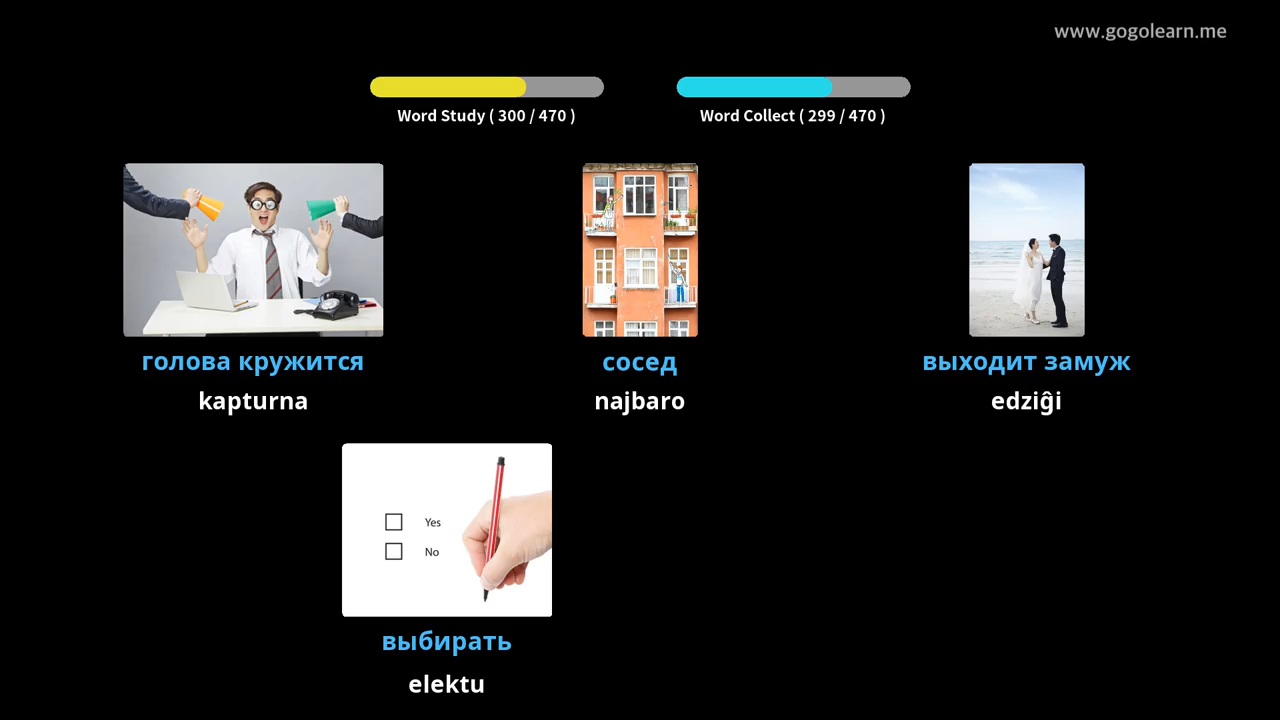 www.gogolearn.me
Word Study ( 300 / 470 )
Word Collect ( 299 / 470 )
голова кружится
kapturna
сосед
najbaro
выходит замуж
edziĝi
Yes
No
выбирать
elektu